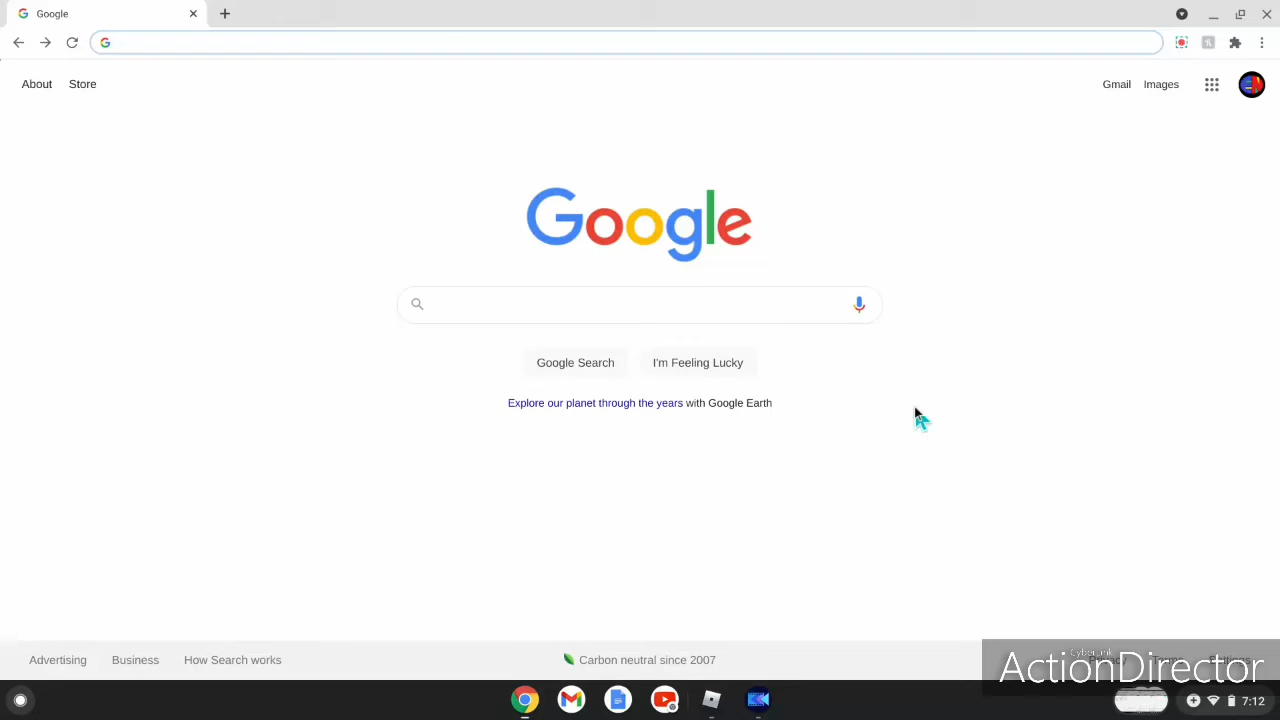 Google
About Store
Gmail Images
Google
Google Search I'm Feeling Lucky
Explore our planet through the years with Google Earth
Advertising Business How Search works
Carbon neutral since 2007
CyberLink
ActionDirector
7:12